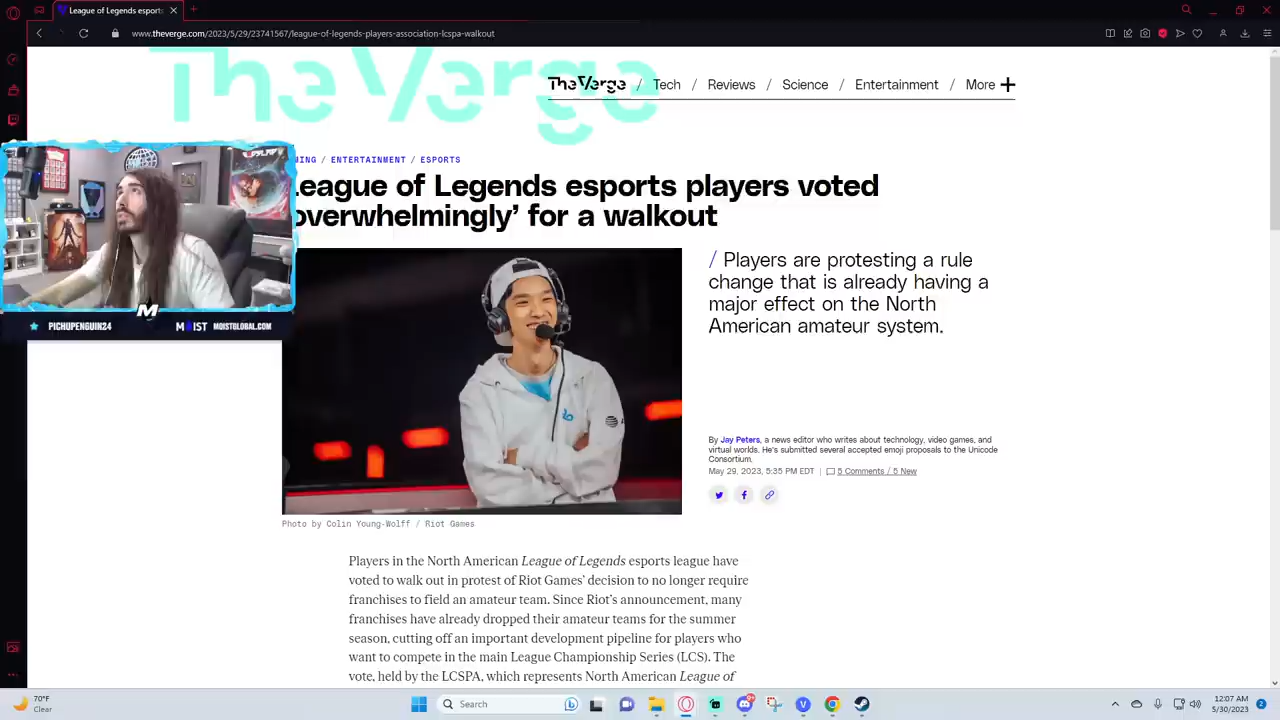 League of Legends esports
www.theverge.com/2023/5/29/23741567/league-of-legends-players-association-lcspa-walkout
The Verge
The Verge / Tech / Reviews / Science / Entertainment / More
MING / ENTERTAINMENT / ESPORTS
League of Legends esports players voted
overwhelmingly’ for a walkout
/ Players are protesting a rule
change that is already having a
major effect on the North
American amateur system.
PICHUPENGUIN24
MOIST MOISTGLOBAL.COM
By Jay Peters, a news editor who writes about technology, video games, and
virtual worlds. He's submitted several accepted emoji proposals to the Unicode
Consortium.
May 29, 2023, 5:35 PM EDT | 5 Comments / 5 New
Photo by Colin Young-Wolff / Riot Games
Players in the North American League of Legends esports league have
voted to walk out in protest of Riot Games’ decision to no longer require
franchises to field an amateur team. Since Riot’s announcement, many
franchises have already dropped their amateur teams for the summer
season, cutting off an important development pipeline for players who
want to compete in the main League Championship Series (LCS). The
vote, held by the LCSPA, which represents North American League of
70°F
Clear
Search
9+
12:07 AM
5/30/2023
2